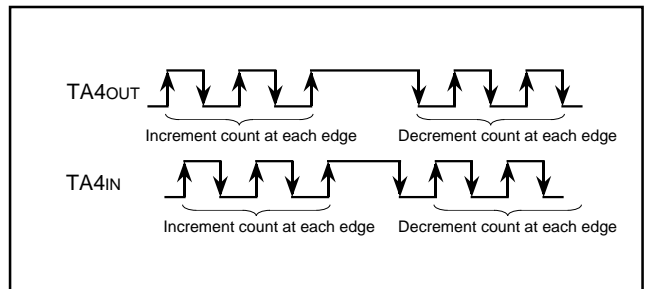 TA4OUT
Increment count at each edge Decrement count at each edge
TA4IN
Increment count at each edge Decrement count at each edge